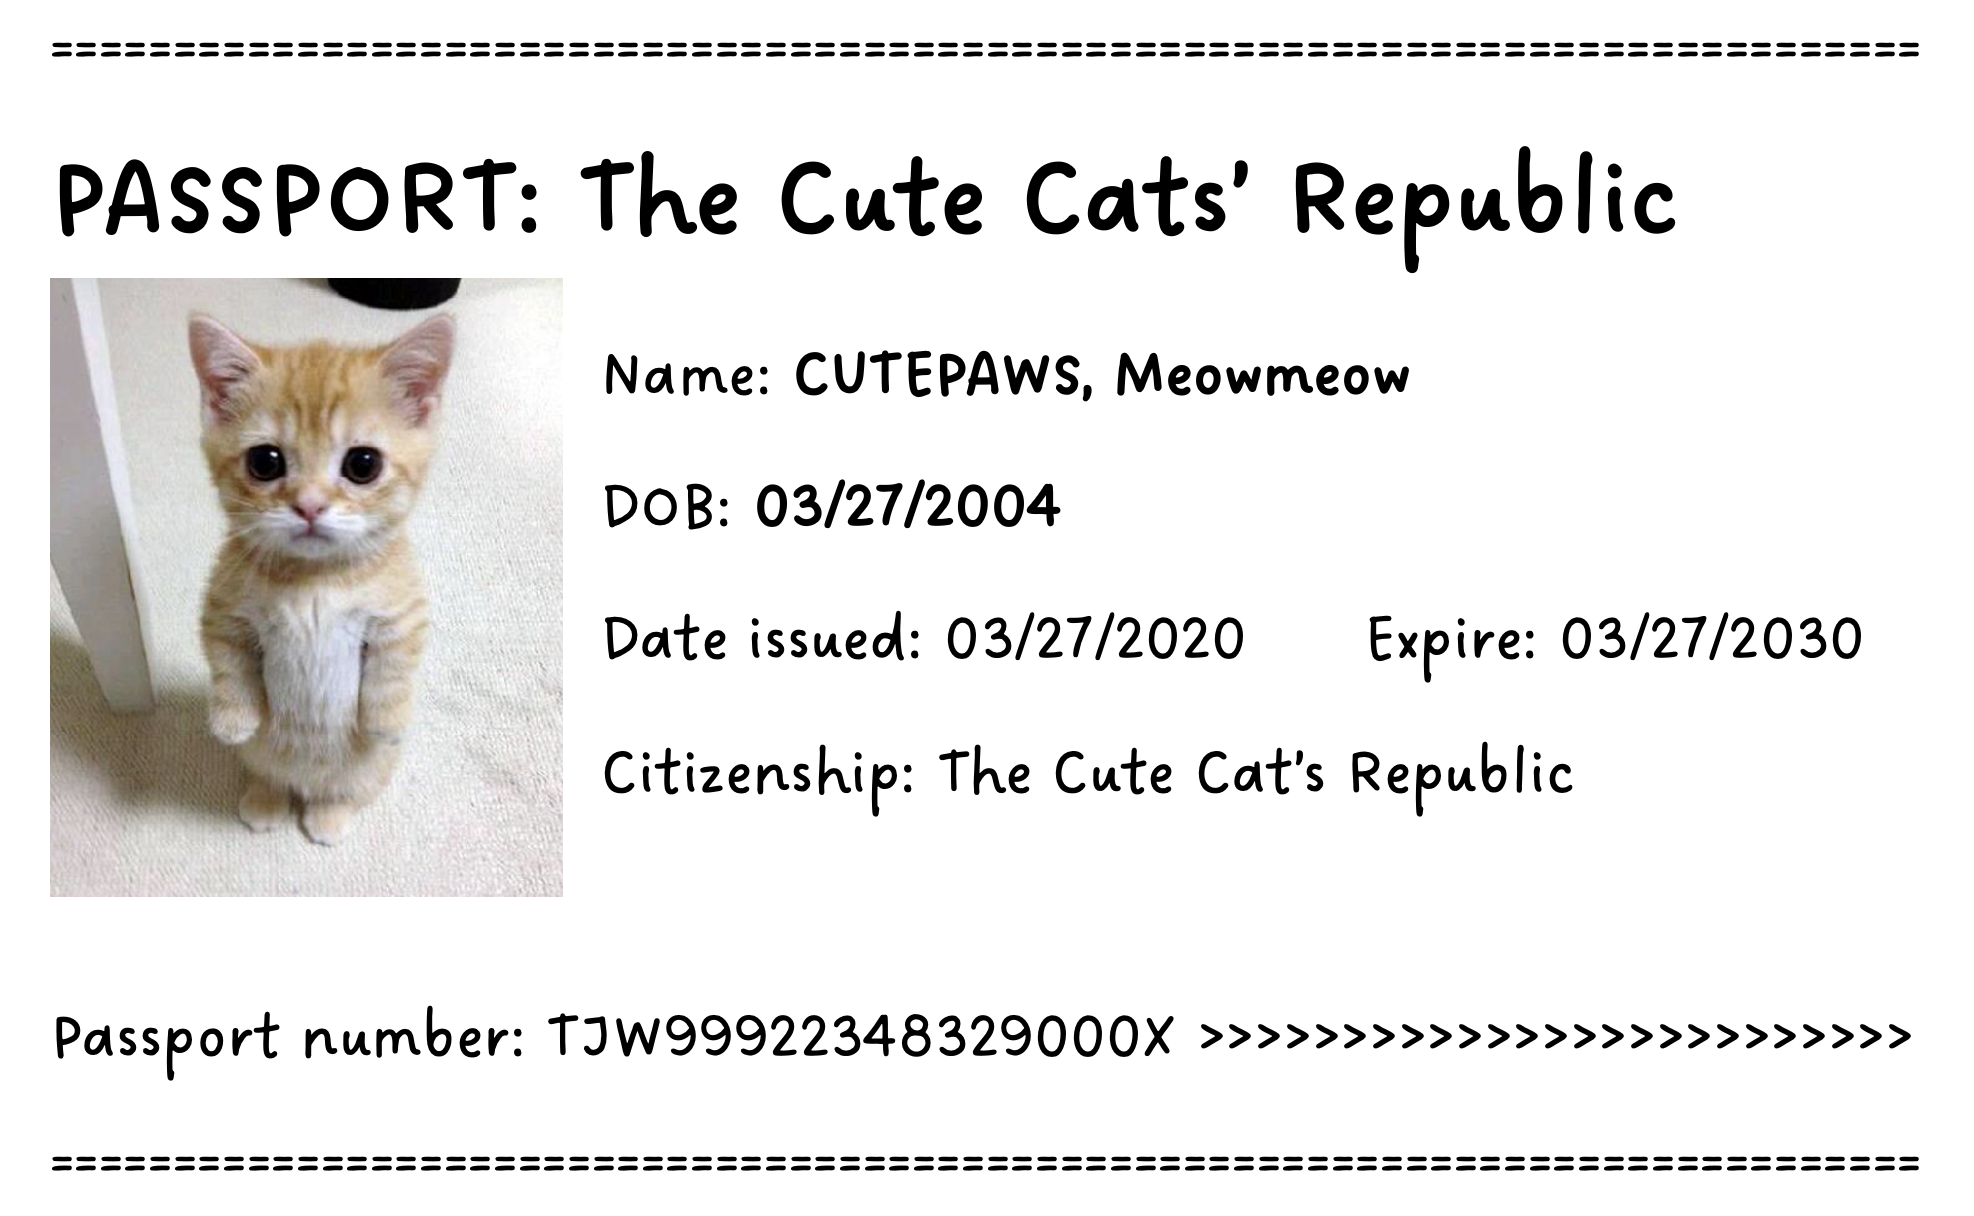 ============================================================================
PASSPORT: The Cute Cats’ Republic
Name: CUTEPAWS, Meowmeow
DOB: 03/27/2004
Date issued: 03/27/2020 Expire: 03/27/2030
Citizenship: The Cute Cat’s Republic
Passport number: TJW99922348329000X >>>>>>>>>>>>>>>>>>>>>>>>>
============================================================================